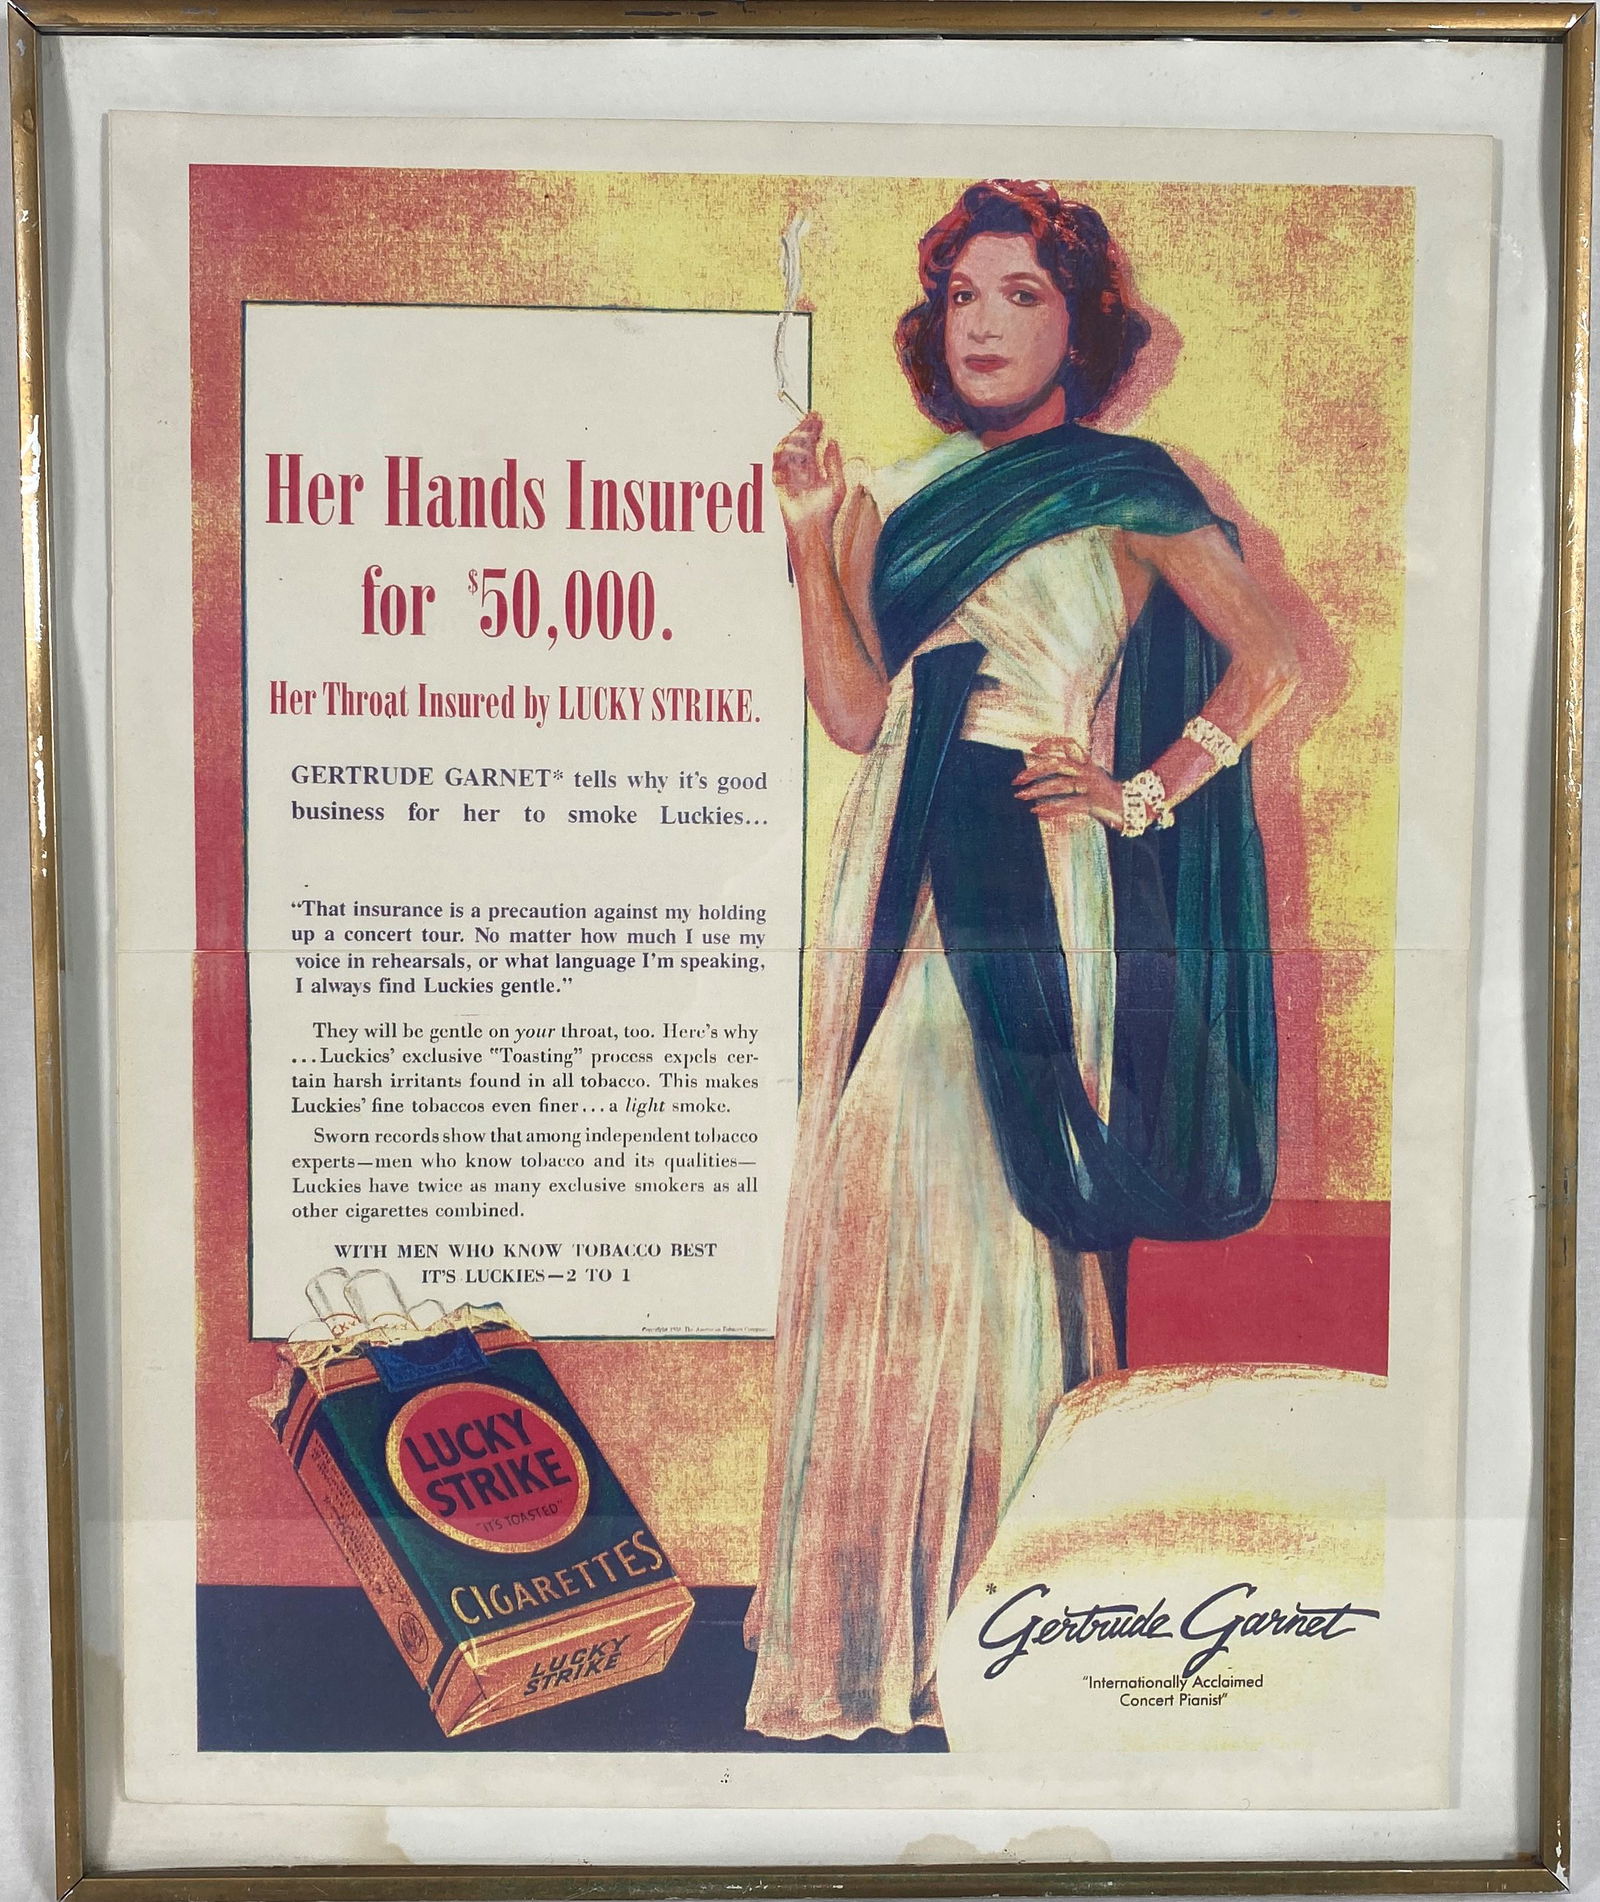 Her Hands Insured
for $50,000.
Her Throat Insured by LUCKY STRIKE.
GERTRUDE GARNET* tells why it's good
business for her to smoke Luckies...
“That insurance is a precaution against my holding
up a concert tour. No matter how much I use my
voice in rehearsals, or what language I'm speaking,
I always find Luckies gentle.”
They will be gentle on your throat, too. Here's why
...Luckies' exclusive "Toasting" process expels cer-
tain harsh irritants found in all tobacco. This makes
Luckies' fine tobaccos even finer...a light smoke.
Sworn records show that among independent tobacco
experts—men who know tobacco and its qualities—
Luckies have twice as many exclusive smokers as all
other cigarettes combined.
WITH MEN WHO KNOW TOBACCO BEST
IT'S LUCKIES—2 TO 1
The American Tobacco Company
LUCKY
STRIKE
"IT'S TOASTED"
CIGARETTES
LUCKY
STRIKE
*Gertrude Garnet
“Internationally Acclaimed
Concert Pianist”